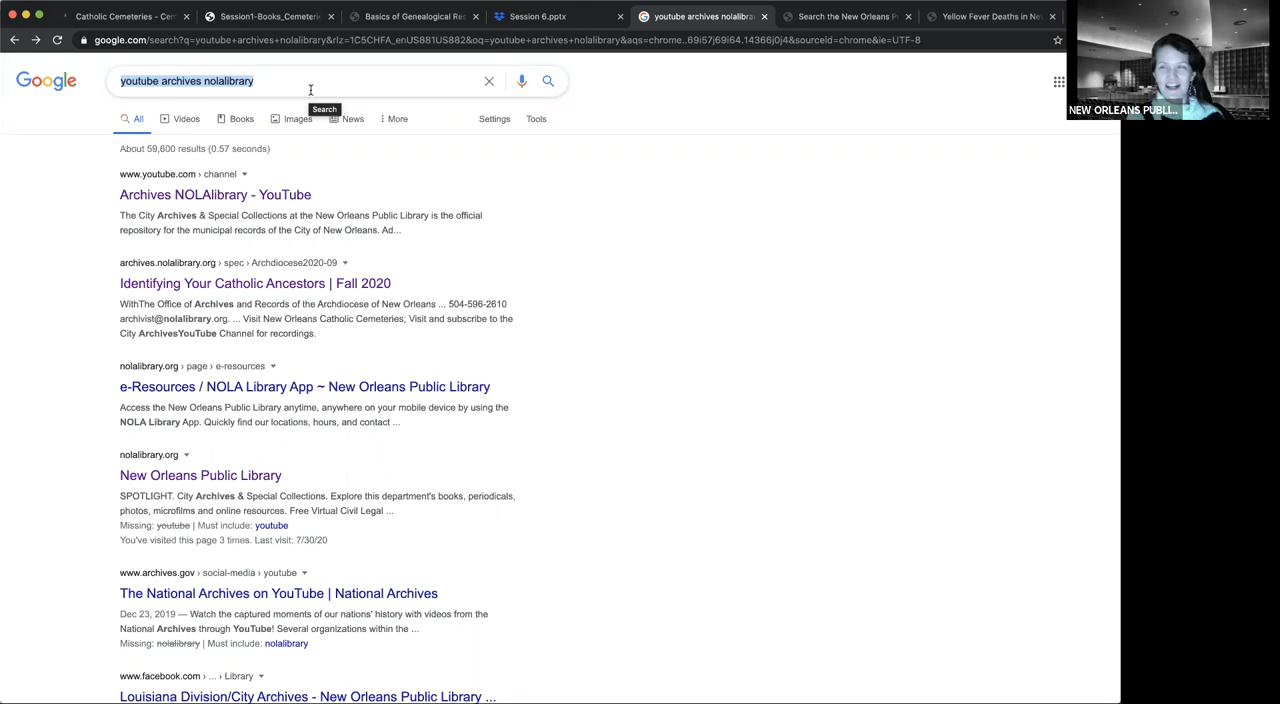 Catholic Cemeteries - Cem
Session1-Books_Cemeterie
Basics of Genealogical Re
Session 6.pptx
youtube archives nolalibrar
Search the New Orleans P
Yellow Fever Deaths in Ne
google.com/search?q=youtube+archives+nolalibrary&rlz=1C5CHFA_enUS881US882&oq=youtube+archives+nolalibrary&aqs=chrome..69i57j69i64.14366j0j4&sourceid=chrome&ie=UTF-8
Google
youtube archives nolalibrary
Search
NEW ORLEANS PUBLI...
All
Videos
Books
Images
News
More
Settings
Tools
About 59,600 results (0.57 seconds)
www.youtube.com › channel
Archives NOLAlibrary - YouTube
The City Archives & Special Collections at the New Orleans Public Library is the official
repository for the municipal records of the City of New Orleans. Ad...
archives.nolalibrary.org › spec › Archdiocese2020-09
Identifying Your Catholic Ancestors | Fall 2020
WithThe Office of Archives and Records of the Archdiocese of New Orleans ... 504-596-2610
archivist@nolalibrary.org. ... Visit New Orleans Catholic Cemeteries; Visit and subscribe to the
City ArchivesYouTube Channel for recordings.
nolalibrary.org › page › e-resources
e-Resources / NOLA Library App ~ New Orleans Public Library
Access the New Orleans Public Library anytime, anywhere on your mobile device by using the
NOLA Library App. Quickly find our locations, hours, and contact ...
nolalibrary.org
New Orleans Public Library
SPOTLIGHT. City Archives & Special Collections. Explore this department's books, periodicals,
photos, microfilms and online resources. Free Virtual Civil Legal ...
Missing: youtube | Must include: youtube
You've visited this page 3 times. Last visit: 7/30/20
www.archives.gov › social-media › youtube
The National Archives on YouTube | National Archives
Dec 23, 2019 — Watch the captured moments of our nations' history with videos from the
National Archives through YouTube! Several organizations within the ...
Missing: nolalibrary | Must include: nolalibrary
www.facebook.com › ... › Library
Louisiana Division/City Archives - New Orleans Public Library ...